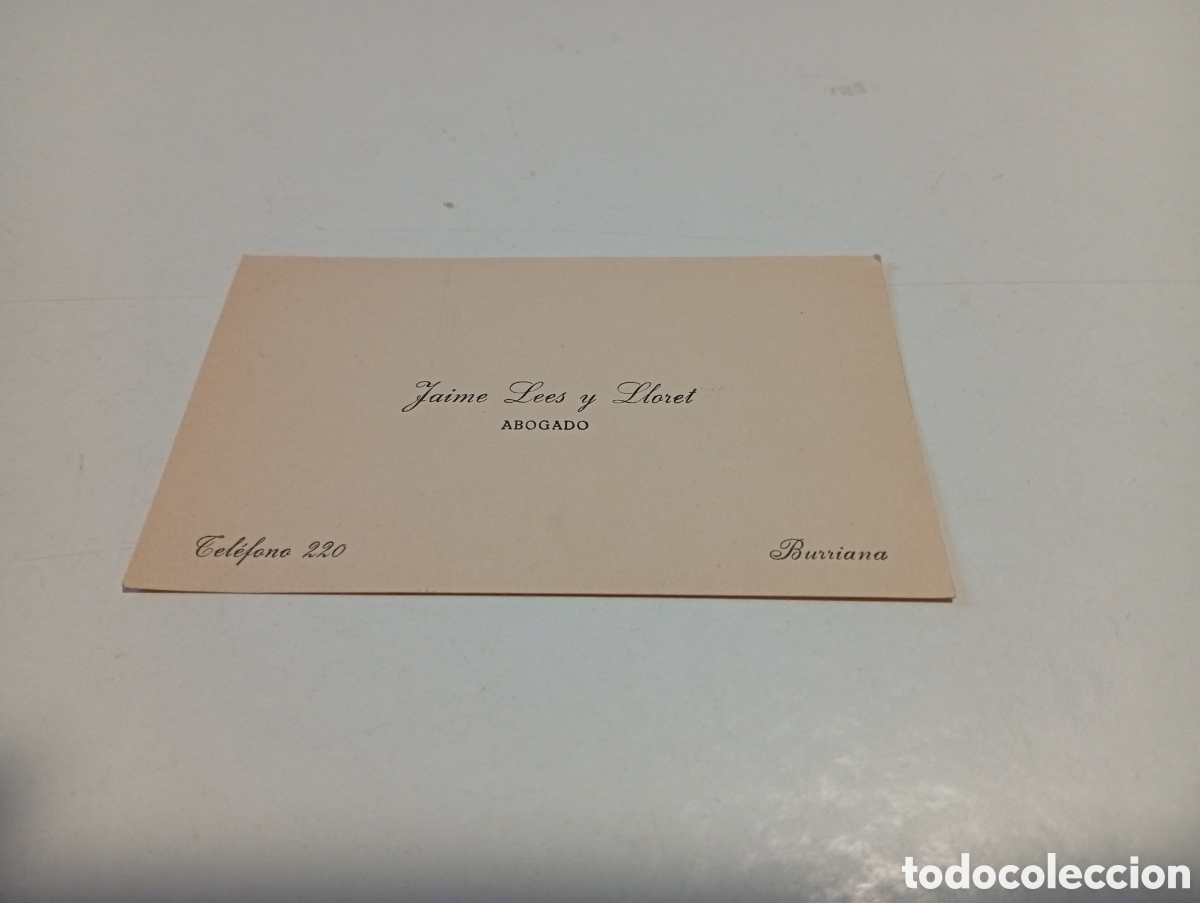 Jaime Lees y Lloret
ABOGADO
Teléfono 220
Burriana
todocoleccion